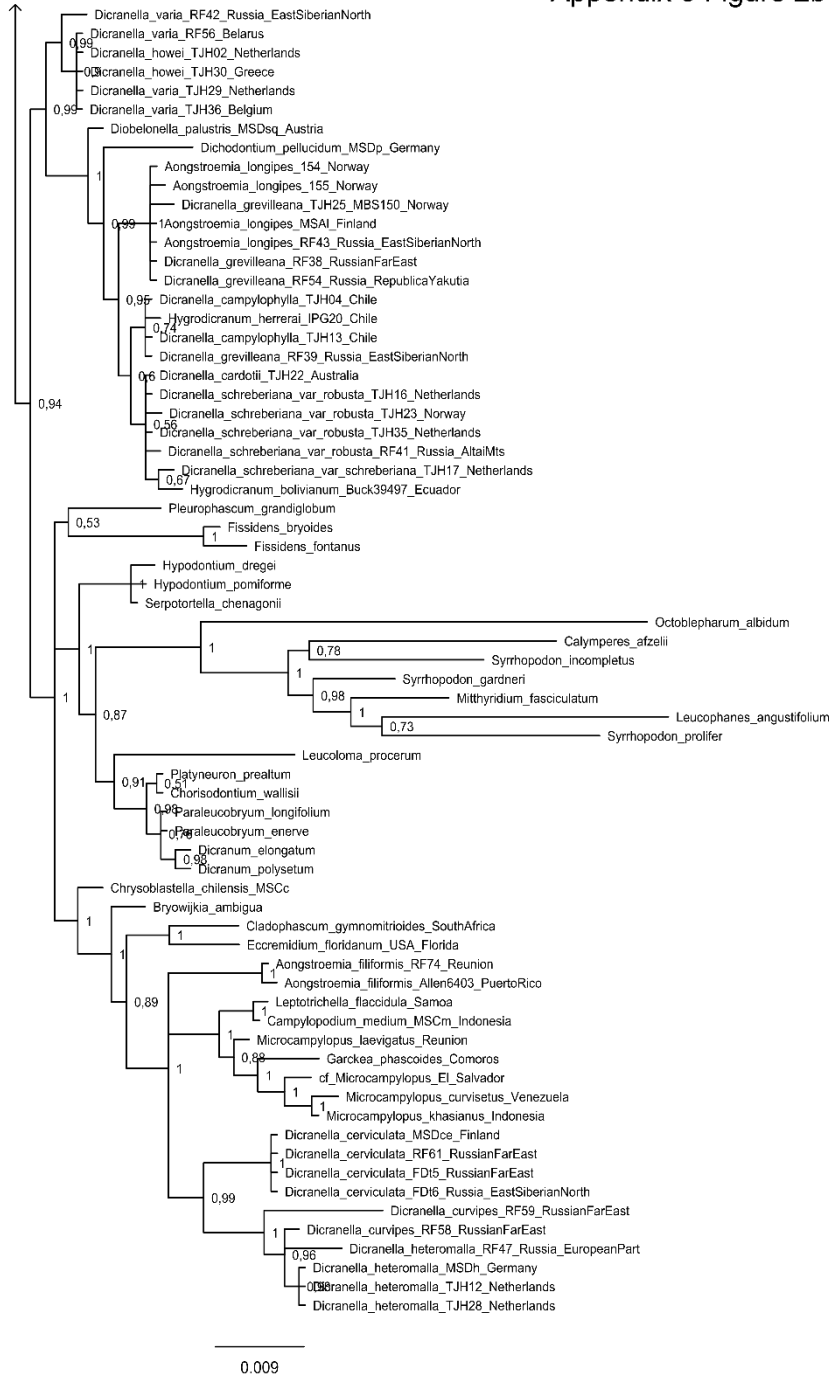 Dicranella_varia_RF42_Russia_EastSiberianNorth
Dicranella_varia_RF56_Belarus
0,99
Dicranella_howei_TJH02_Netherlands
Dicranella_howei_TJH30_Greece
Dicranella_varia_TJH29_Netherlands
0,99
Dicranella_varia_TJH36_Belgium
Diobelonella_palustris_MSDsq_Austria
Dichodontium_pellucidum_MSDp_Germany
Aongstroemia_longipes_154_Norway
1
Aongstroemia_longipes_155_Norway
Dicranella_grevilleana_TJH25_MBS150_Norway
0,99
1
Aongstroemia_longipes_MSAl_Finland
Aongstroemia_longipes_RF43_Russia_EastSiberianNorth
Dicranella_grevilleana_RF38_RussianFarEast
Dicranella_grevilleana_RF54_Russia_RepublicaYakutia
0,95
Dicranella_campylophylla_TJH04_Chile
Hygrodicranum_herrerai_IPG20_Chile
0,74
Dicranella_campylophylla_TJH13_Chile
Dicranella_grevilleana_RF39_Russia_EastSiberianNorth
0,6
Dicranella_cardotii_TJH22_Australia
Dicranella_schreberiana_var_robusta_TJH16_Netherlands
0,94
Dicranella_schreberiana_var_robusta_TJH23_Norway
0,56
Dicranella_schreberiana_var_robusta_TJH35_Netherlands
Dicranella_schreberiana_var_robusta_RF41_Russia_AltaiMts
Dicranella_schreberiana_var_schreberiana_TJH17_Netherlands
0,67
Hygrodicranum_bolivianum_Buck39497_Ecuador
Pleurophascum_grandiglobum
0,53
Fissidens_bryoides
1
Fissidens_fontanus
Hypodontium_dregei
1
Hypodontium_pomiforme
Serpotortella_chenagonii
Octoblepharum_albidum
1
Calymperes_afzelii
0,78
Syrrhopodon_incompletus
1
Syrrhopodon_gardneri
1
1
0,98
Mitthyridium_fasciculatum
0,87
1
Leucophanes_angustifolium
0,73
Syrrhopodon_prolifer
Leucoloma_procerum
Platyneuron_prealtum
0,91
0,51
Chorisodontium_wallisii
0,98
Paraleucobryum_longifolium
Paraleucobryum_enerve
Dicranum_elongatum
0,98
Dicranum_polysetum
Chrysoblastella_chilensis_MSCc
Bryowijkia_ambigua
1
Cladophascum_gymnomitrioides_SouthAfrica
1
Eccremidium_floridanum_USA_Florida
1
Aongstroemia_filiformis_RF74_Reunion
1
Aongstroemia_filiformis_Allen6403_PuertoRico
0,89
Leptotrichella_flaccidula_Samoa
1
Campylopodium_medium_MSCm_Indonesia
1
Microcampylopus_laevigatus_Reunion
0,88
Garckea_phascoides_Comoros
1
1
cf_Microcampylopus_El_Salvador
1
Microcampylopus_curvisetus_Venezuela
1
Microcampylopus_khasianus_Indonesia
Dicranella_cerviculata_MSDce_Finland
Dicranella_cerviculata_RF61_RussianFarEast
1
Dicranella_cerviculata_FDt5_RussianFarEast
Dicranella_cerviculata_FDt6_Russia_EastSiberianNorth
0,99
Dicranella_curvipes_RF59_RussianFarEast
Dicranella_curvipes_RF58_RussianFarEast
1
Dicranella_heteromalla_RF47_Russia_EuropeanPart
0,96
Dicranella_heteromalla_MSDh_Germany
Dicranella_heteromalla_TJH12_Netherlands
Dicranella_heteromalla_TJH28_Netherlands
0.009